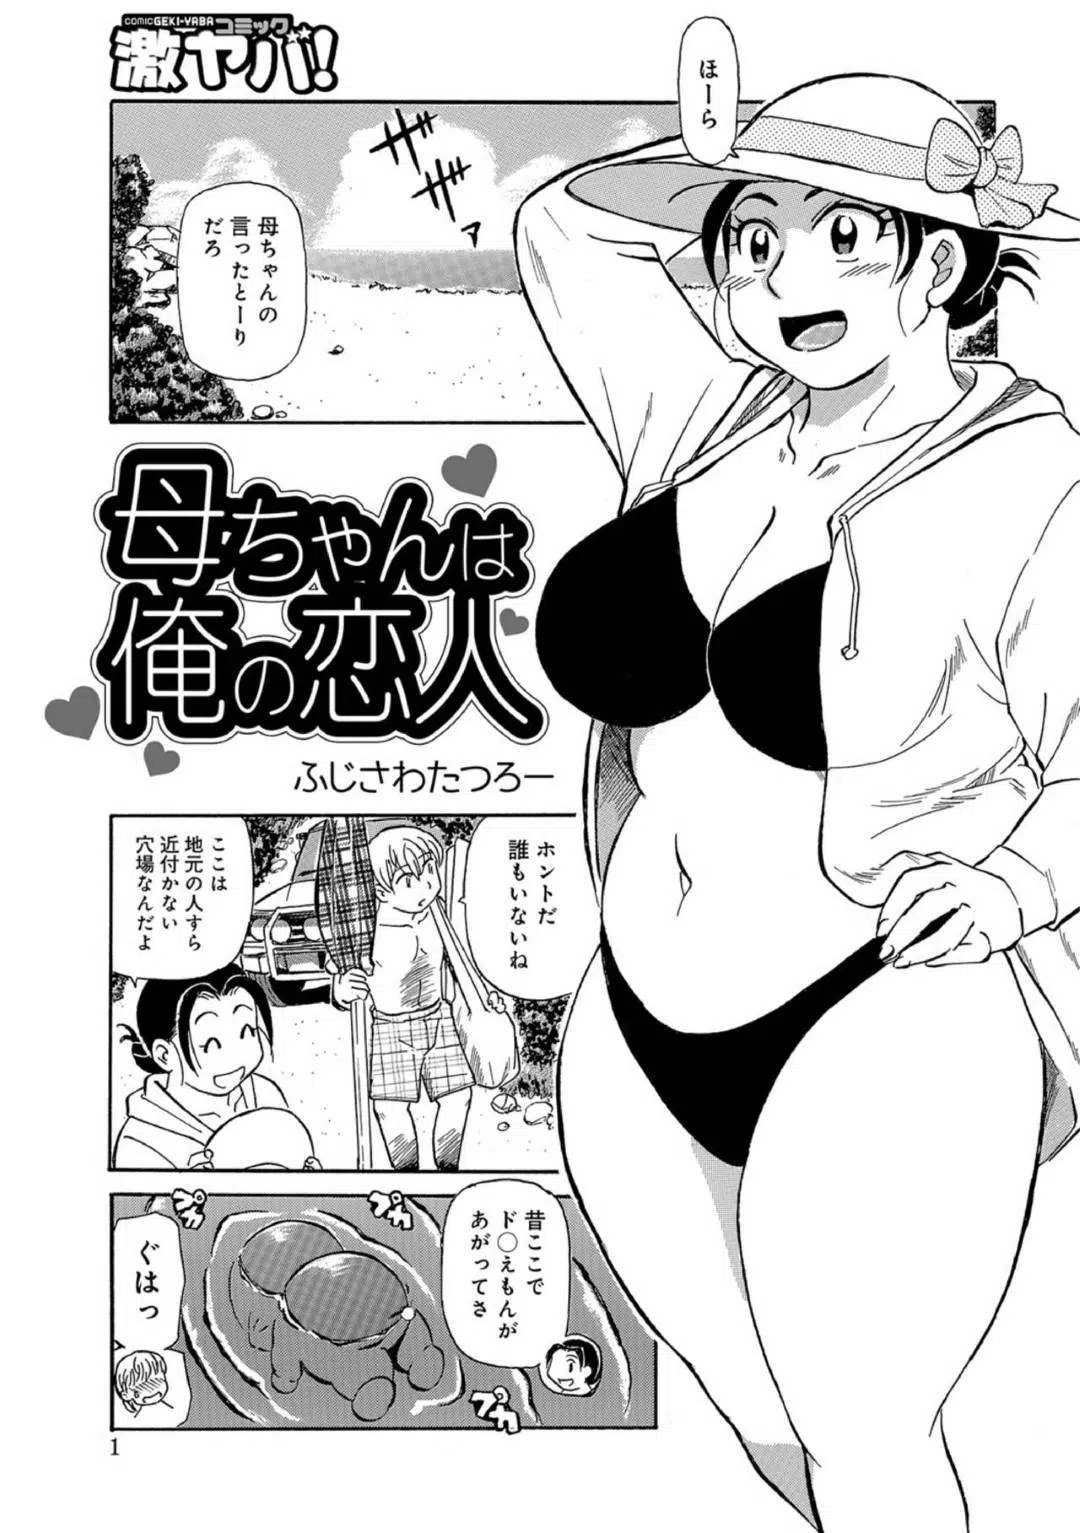 COMIC GEKI-YABA コミック
激ヤバ!
ほーら
ザザザァ
母ちゃんの
言ったとーり
だろ
母ちゃんは
俺の恋人
ふじさわたつろー
ホントだ
誰もいないね
ここは
地元の人すら
近付かない
穴場なんだよ
昔ここで
ド○えもんが
あがってさ
プカ
プカ
プカ
ぐはっ
1